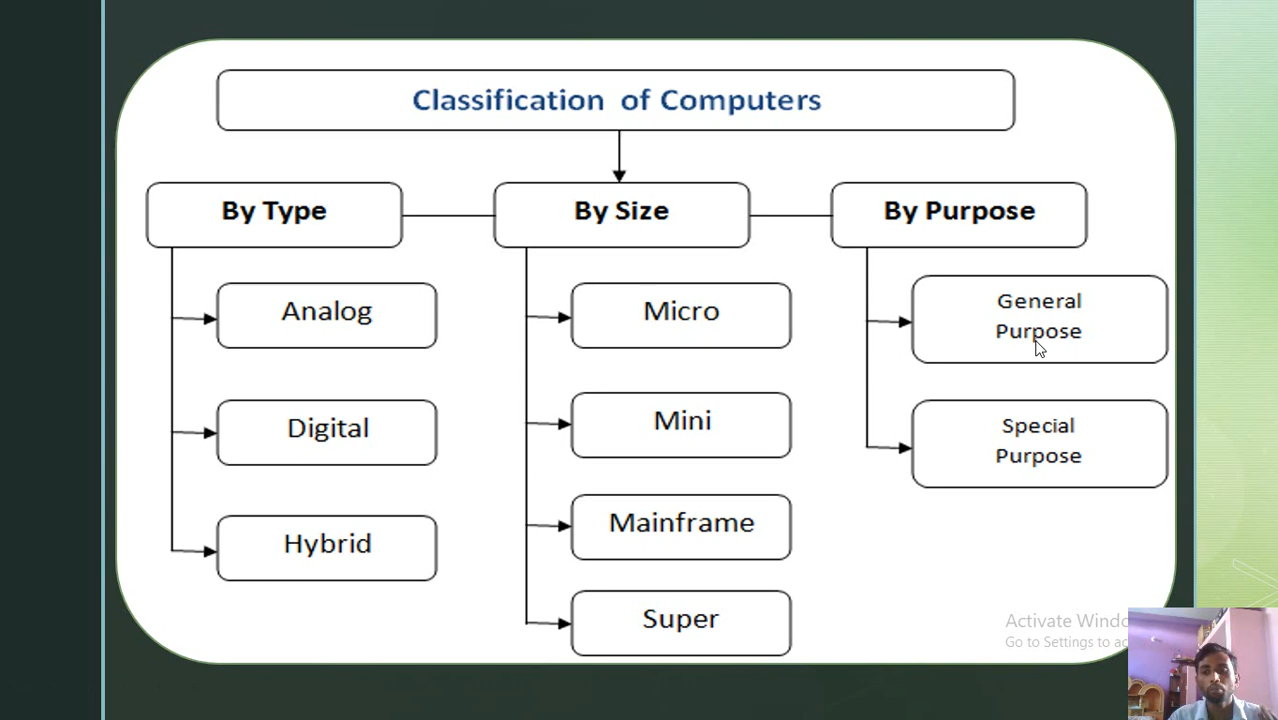 Classification of Computers
By Type
By Size
By Purpose
Analog
Digital
Hybrid
Micro
Mini
Mainframe
Super
General
Purpose
Special
Purpose
Activate
Go to Settings to